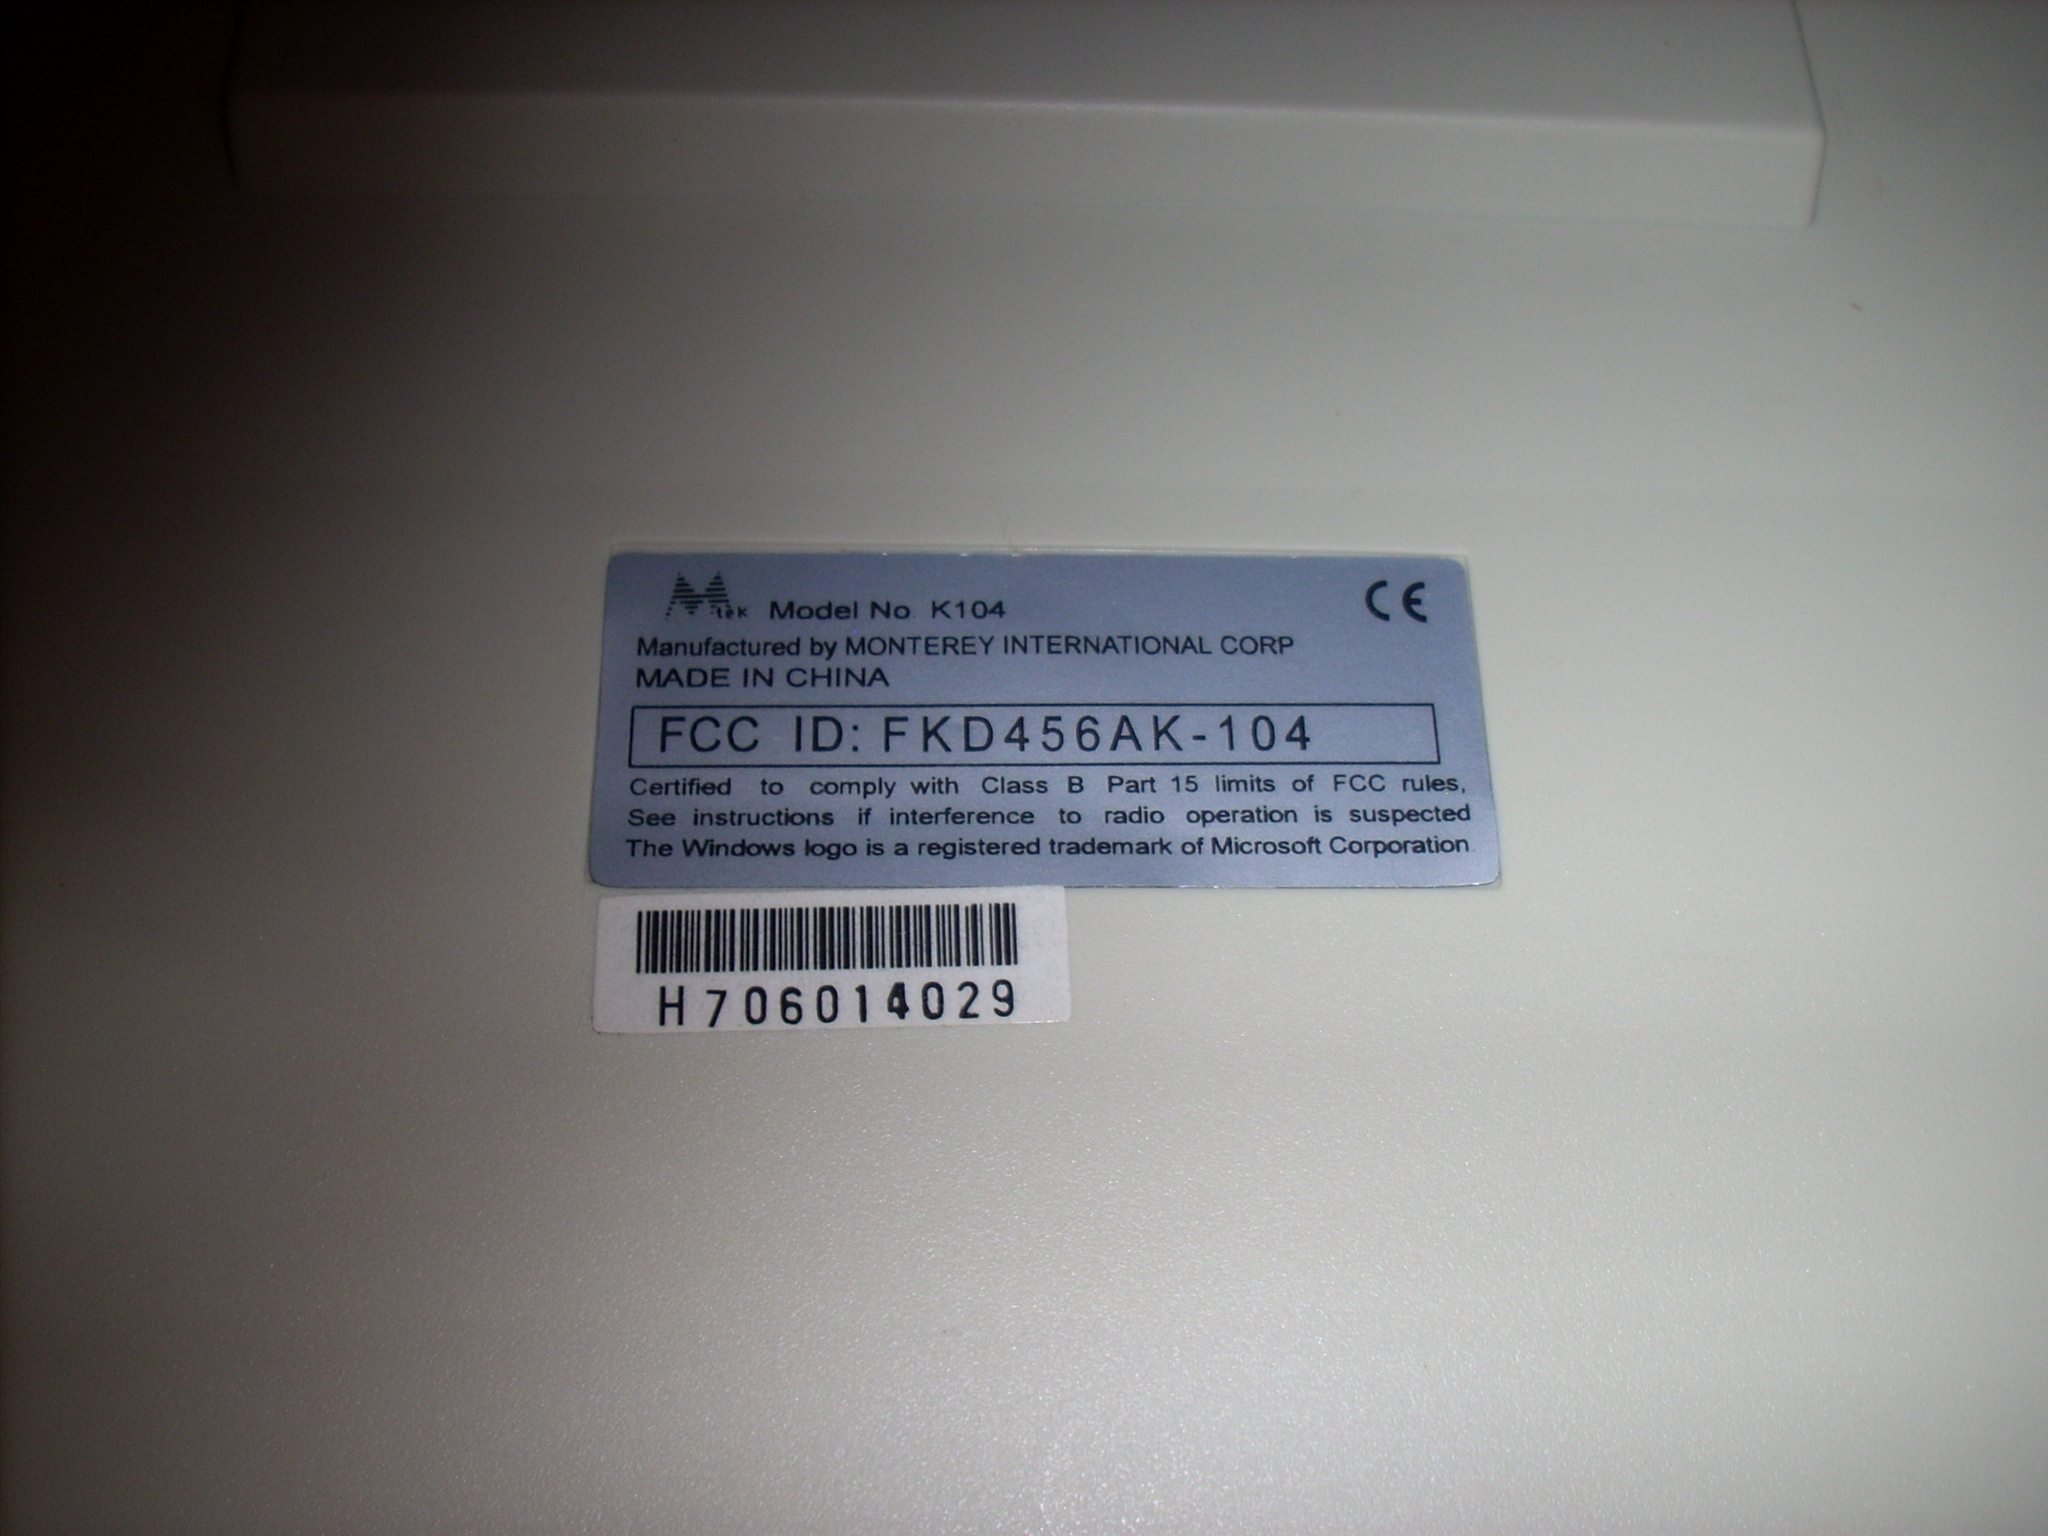 Mtek Model No. K104 CE
Manufactured by MONTEREY INTERNATIONAL CORP
MADE IN CHINA
FCC ID: FKD456AK-104
Certified to comply with Class B Part 15 limits of FCC rules,
See instructions if interference to radio operation is suspected
The Windows logo is a registered trademark of Microsoft Corporation.
H706014029